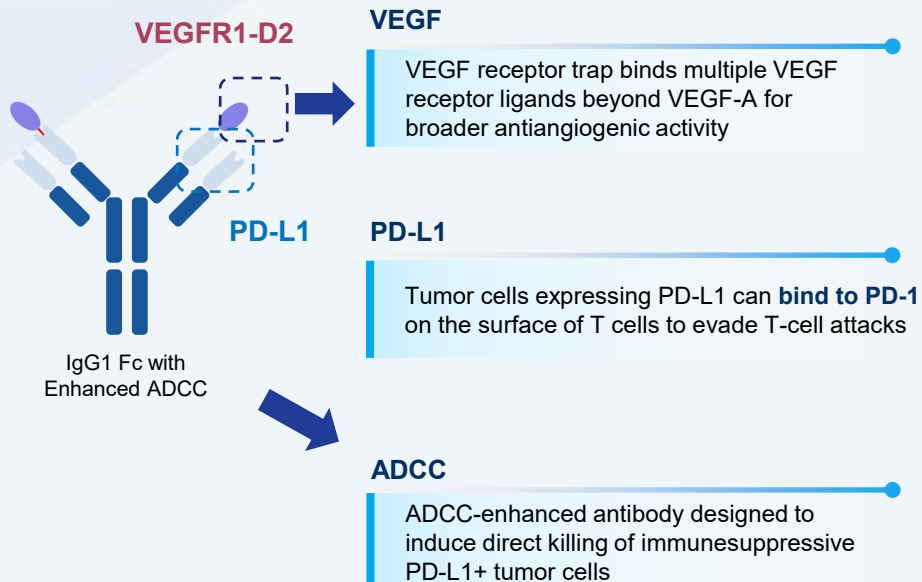 VEGFR1-D2
PD-L1
IgG1 Fc with
Enhanced ADCC
VEGF
VEGF receptor trap binds multiple VEGF
receptor ligands beyond VEGF-A for
broader antiangiogenic activity
PD-L1
Tumor cells expressing PD-L1 can bind to PD-1
on the surface of T cells to evade T-cell attacks
ADCC
ADCC-enhanced antibody designed to
induce direct killing of immunesuppressive
PD-L1+ tumor cells